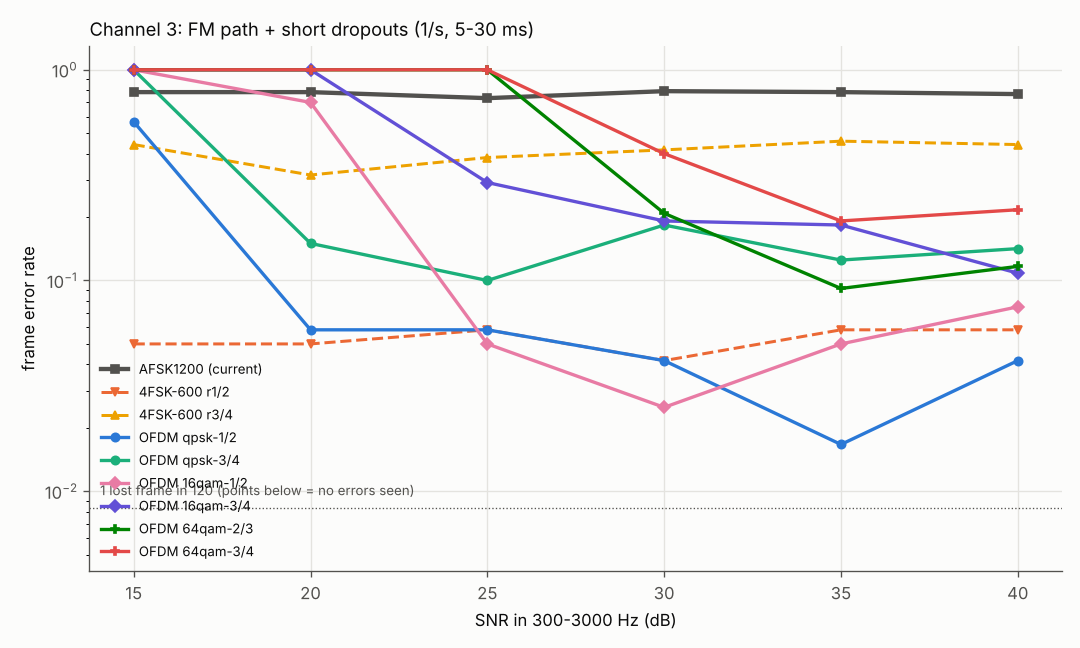 Channel 3: FM path + short dropouts (1/s, 5-30 ms)
10⁰
10⁻¹
10⁻²
frame error rate
AFSK1200 (current)
4FSK-600 r1/2
4FSK-600 r3/4
OFDM qpsk-1/2
OFDM qpsk-3/4
OFDM 16qam-1/2
1 lost frame in 120 (points below = no errors seen)
OFDM 16qam-3/4
OFDM 64qam-2/3
OFDM 64qam-3/4
15 20 25 30 35 40
SNR in 300-3000 Hz (dB)